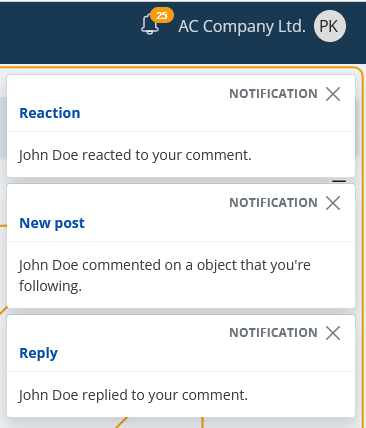 25
AC Company Ltd. PK
NOTIFICATION
Reaction
John Doe reacted to your comment.
NOTIFICATION
New post
John Doe commented on a object that you're
following.
NOTIFICATION
Reply
John Doe replied to your comment.